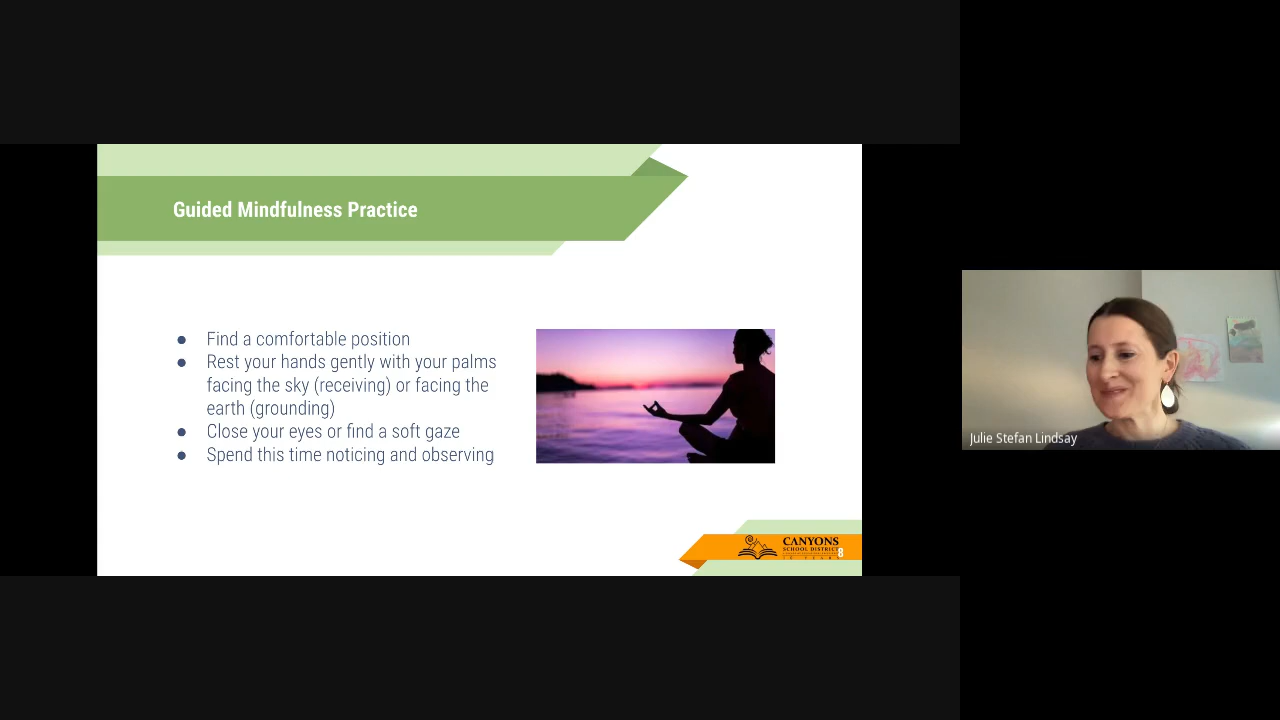 Guided Mindfulness Practice
● Find a comfortable position
● Rest your hands gently with your palms
facing the sky (receiving) or facing the
earth (grounding)
● Close your eyes or find a soft gaze
● Spend this time noticing and observing
CANYONS
SCHOOL DISTRICT
8
Julie Stefan Lindsay